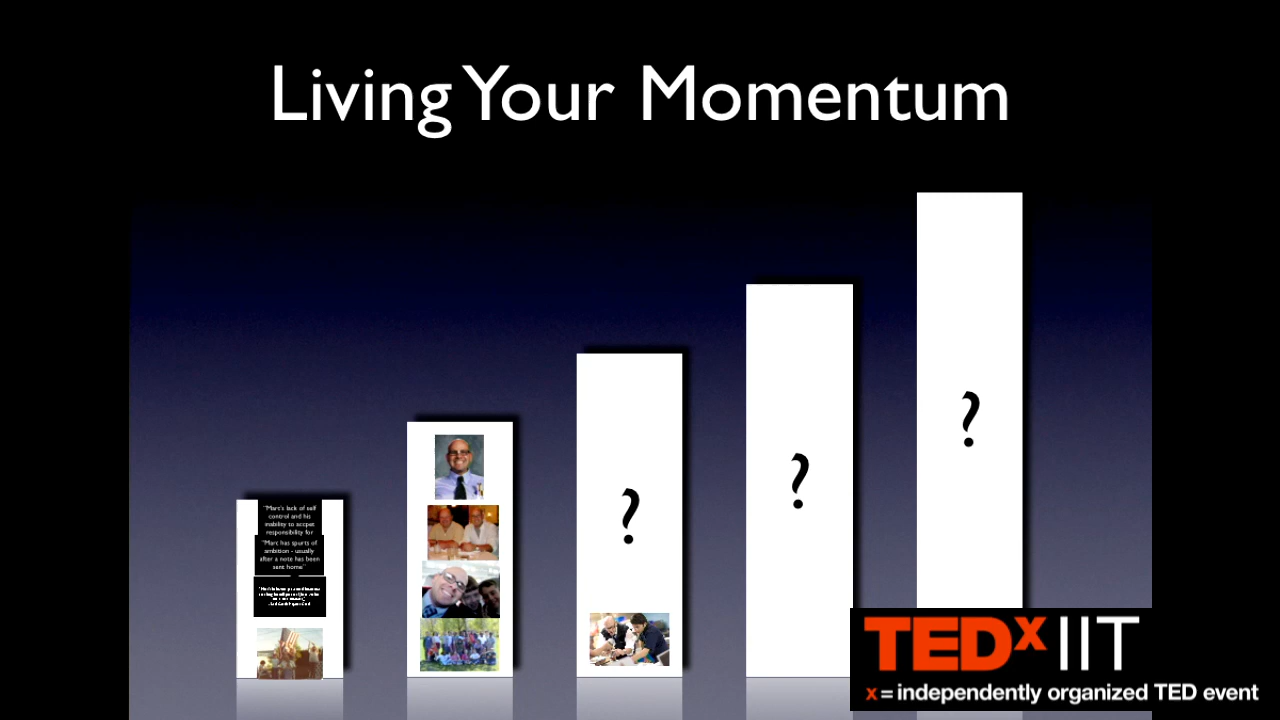 Living Your Momentum
?
?
?
"Marc's lack of self
control and his
inability to accpet
responsibility for
"Marc has spurts of
ambition - usually
after a note has been
sent home"
TEDx IIT
x = independently organized TED event